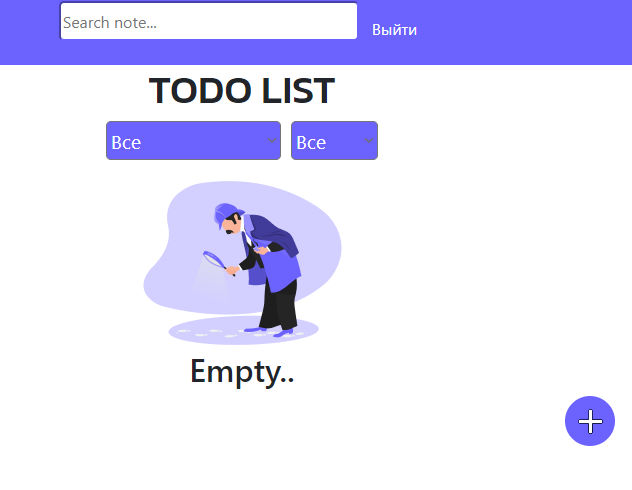 Search note...
Выйти
TODO LIST
Все
Все
Empty..